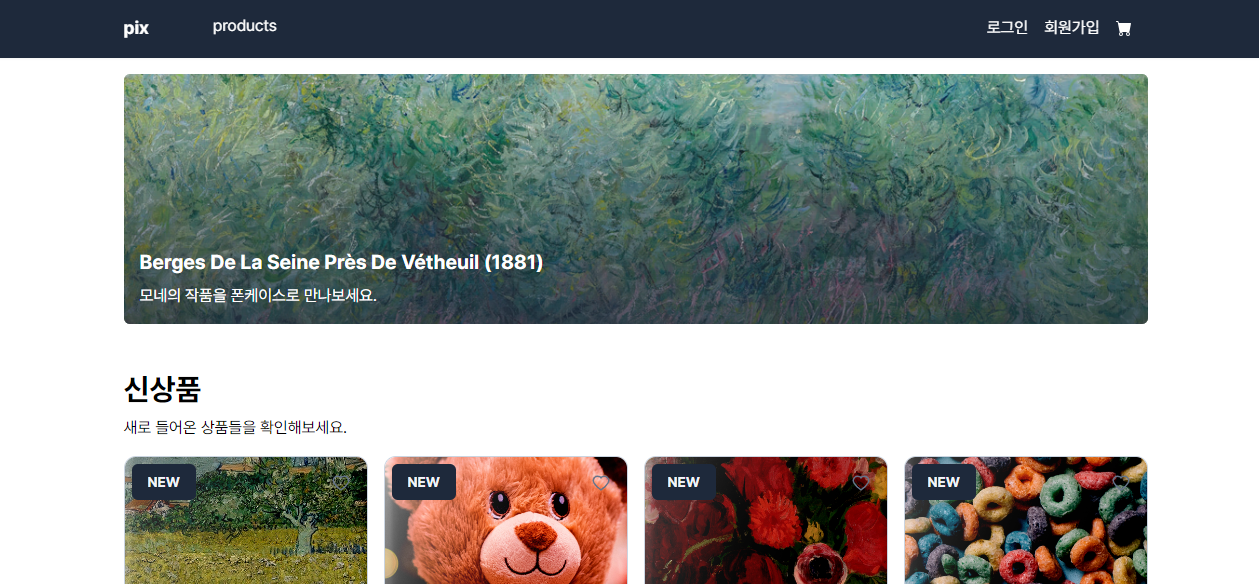 pix
products
로그인 회원가입
Berges De La Seine Près De Vétheuil (1881)
모네의 작품을 폰케이스로 만나보세요.
신상품
새로 들어온 상품들을 확인해보세요.
NEW NEW NEW NEW